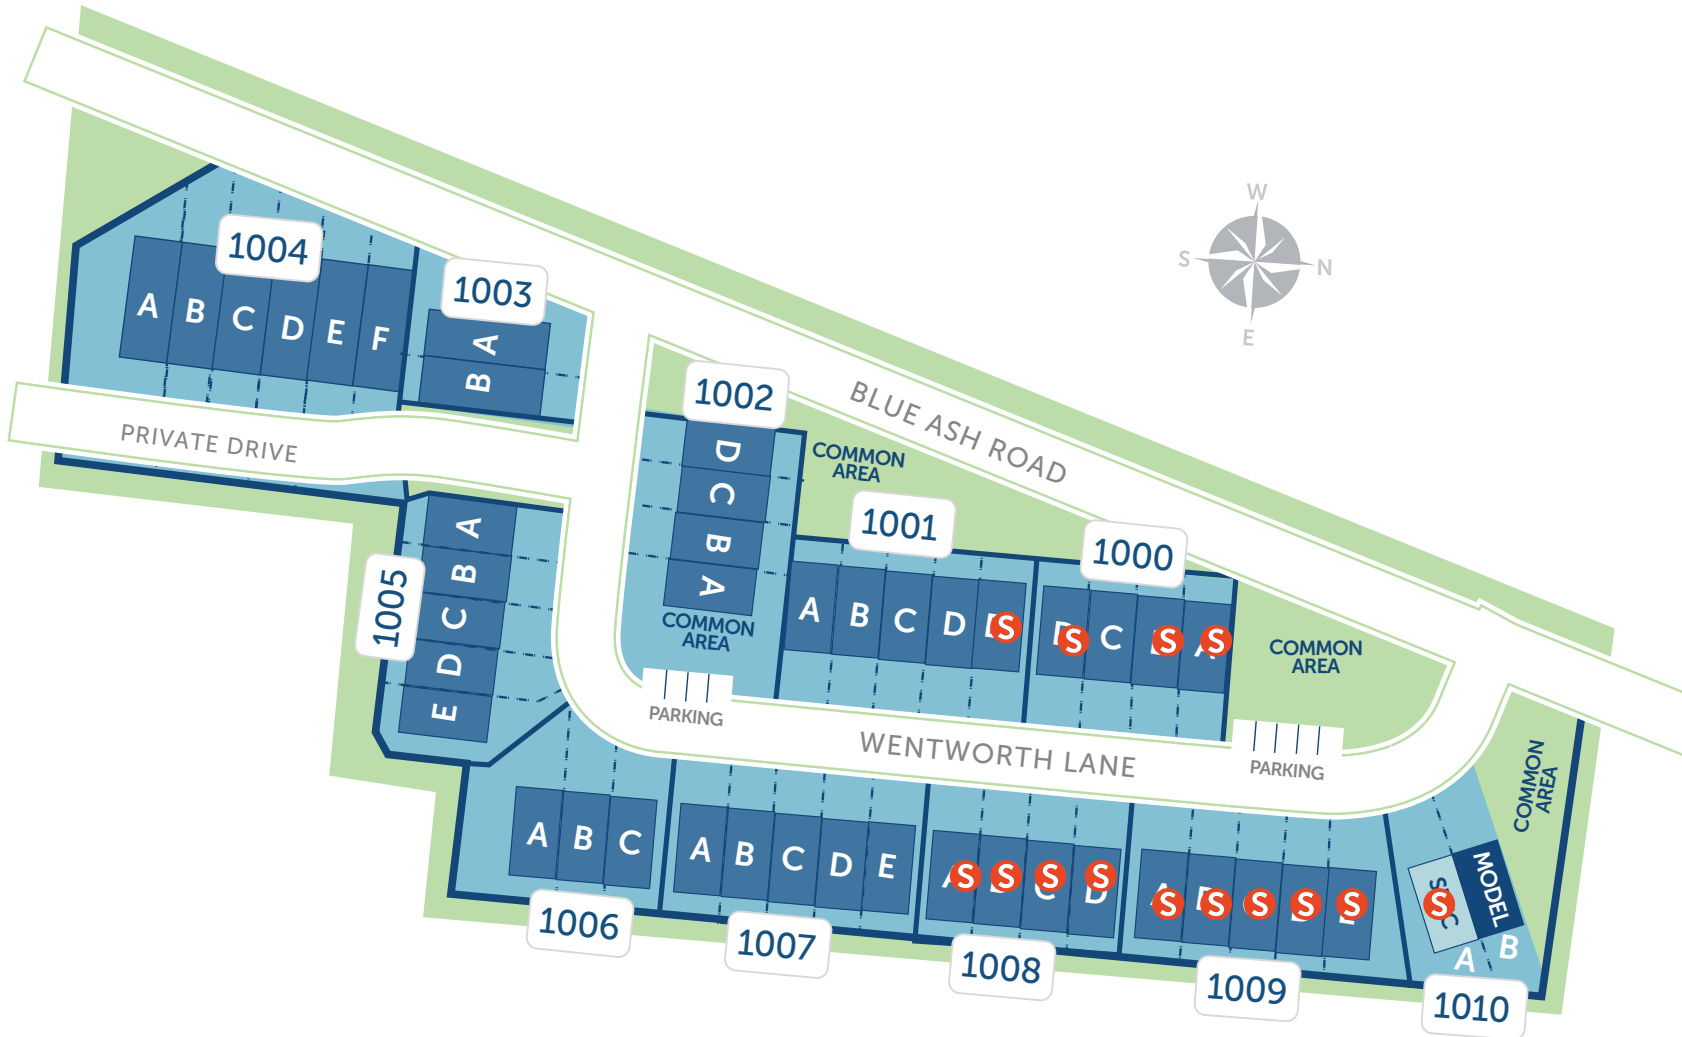 W
S
N
E
1004
A B C D E F
1003
A
B
PRIVATE DRIVE
1002
D
C
B
A
COMMON
AREA
BLUE ASH ROAD
COMMON
AREA
1001
A B C D S
1000
S C S A S
COMMON
AREA
1005
A
B
C
D
E
PARKING
WENTWORTH LANE
PARKING
COMMON
AREA
1006
A B C
1007
A B C D E
1008
S S C S D S
1009
S S S S S
S
MODEL
A B
1010